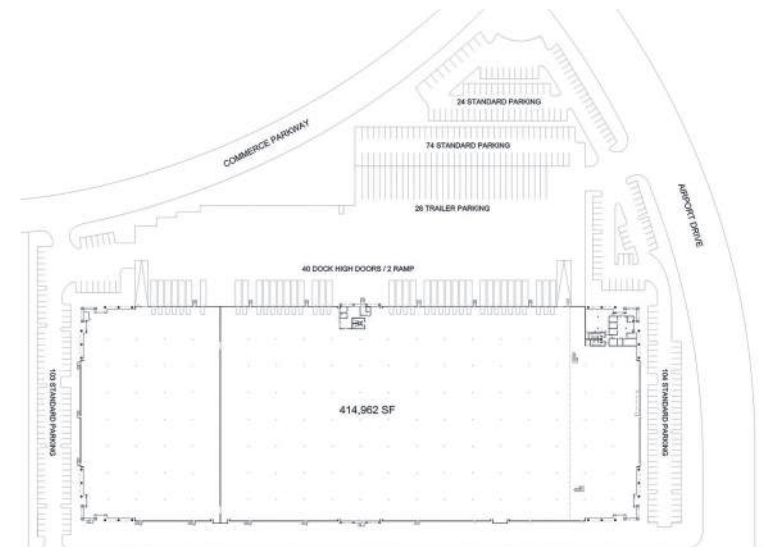 24 STANDARD PARKING
COMMERCE PARKWAY
74 STANDARD PARKING
26 TRAILER PARKING
AIRPORT DRIVE
40 DOCK HIGH DOORS / 2 RAMP
103 STANDARD PARKING
414,962 SF
104 STANDARD PARKING